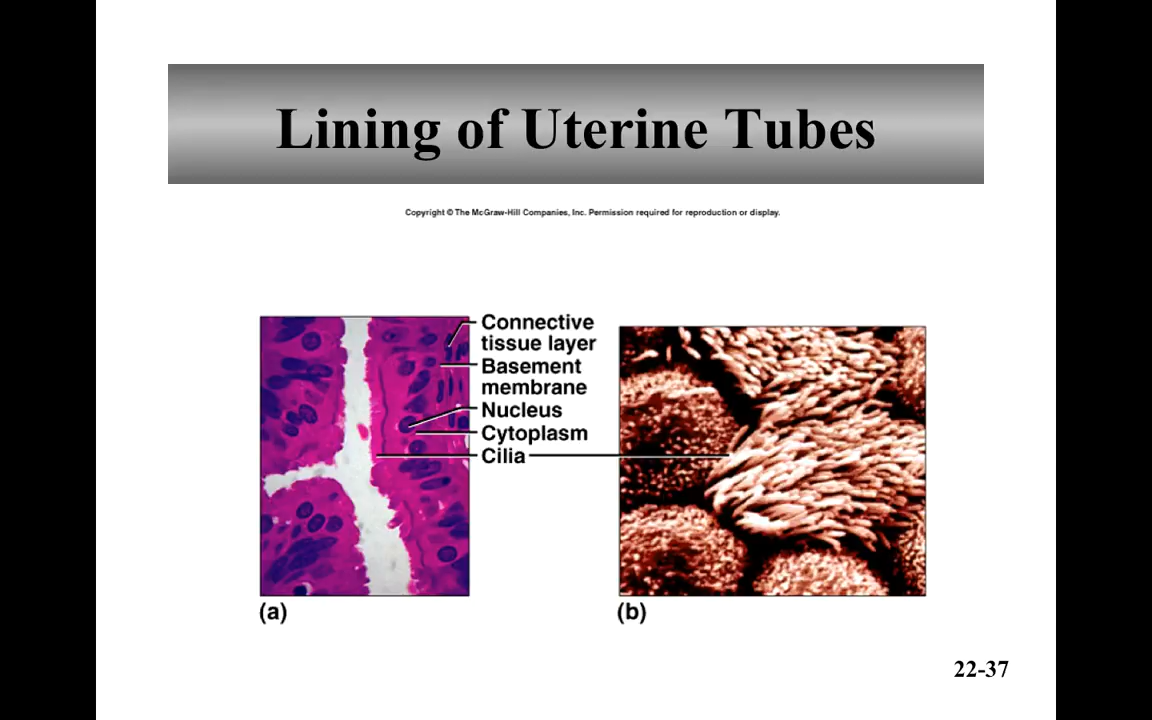 Lining of Uterine Tubes
Copyright © The McGraw-Hill Companies, Inc. Permission required for reproduction or display.
Connective
tissue layer
Basement
membrane
Nucleus
Cytoplasm
Cilia
(a)
(b)
22-37